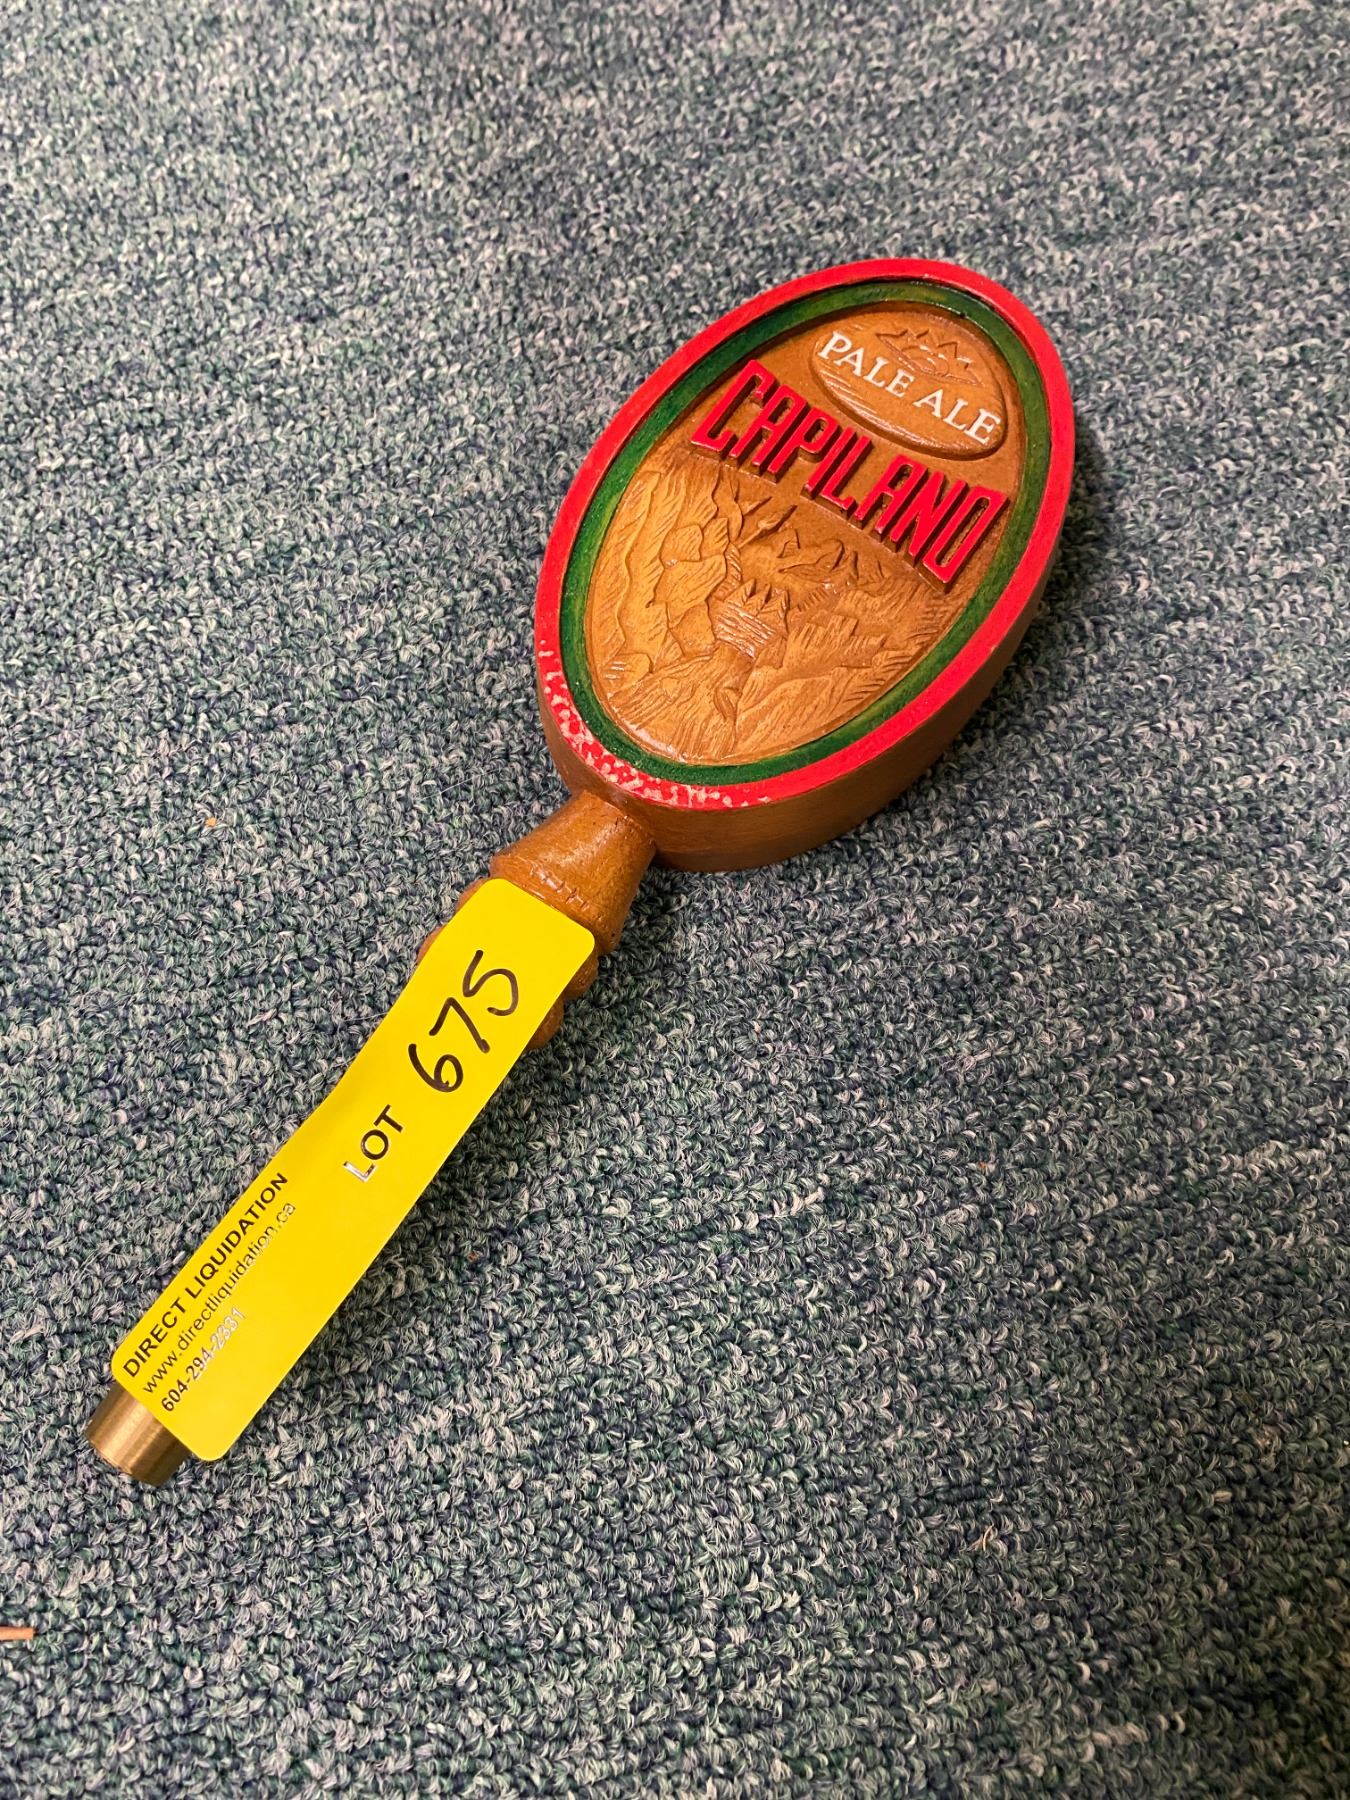 PALE ALE
CAPILANO
LOT 675
DIRECT LIQUIDATION
www.directliquidation.ca
604-294-2331